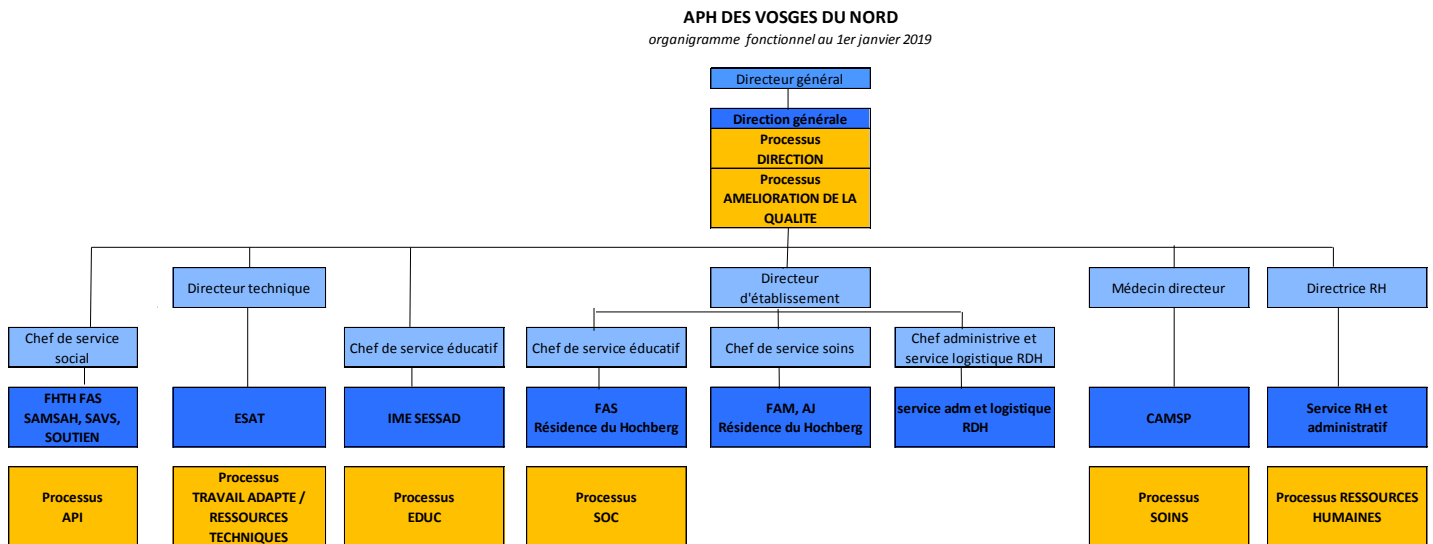 APH DES VOSGES DU NORD
organigramme fonctionnel au 1er janvier 2019
Directeur général
Direction générale
Processus
DIRECTION
Processus
AMELIORATION DE LA
QUALITE
Directeur technique
Directeur
d'établissement
Médecin directeur
Directrice RH
Chef de service
social
Chef de service éducatif
Chef de service éducatif
Chef de service soins
Chef administrive et
service logistique RDH
FHTH FAS
SAMSAH, SAVS,
SOUTIEN
ESAT
IME SESSAD
FAS
Résidence du Hochberg
FAM, AJ
Résidence du Hochberg
service adm et logistique
RDH
CAMSP
Service RH et
administratif
Processus
API
Processus
TRAVAIL ADAPTE /
RESSOURCES
TECHNIQUES
Processus
EDUC
Processus
SOC
Processus
SOINS
Processus RESSOURCES
HUMAINES